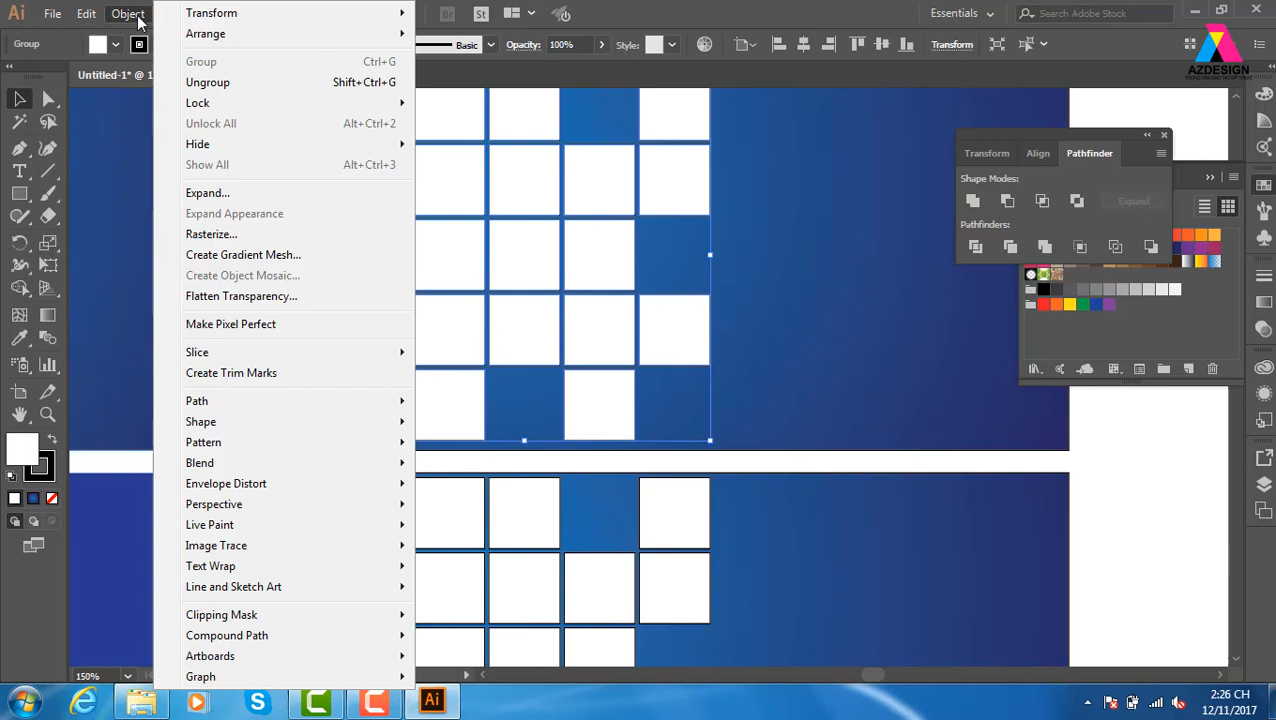 Ai File Edit Object Br St Essentials Search Adobe Stock
Group Basic Opacity: 100% Style: Transform
AZDESIGN
Untitled-1* @ 1
Transform
Arrange
Group Ctrl+G
Ungroup Shift+Ctrl+G
Lock
Unlock All Alt+Ctrl+2
Hide
Show All Alt+Ctrl+3
Expand...
Expand Appearance
Rasterize...
Create Gradient Mesh...
Create Object Mosaic...
Flatten Transparency...
Make Pixel Perfect
Slice
Create Trim Marks
Path
Shape
Pattern
Blend
Envelope Distort
Perspective
Live Paint
Image Trace
Text Wrap
Line and Sketch Art
Clipping Mask
Compound Path
Artboards
Graph
Transform Align Pathfinder
Shape Modes:
Expand
Pathfinders:
150%
Ai
2:26 CH
12/11/2017